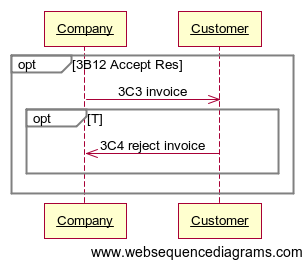 Company Customer
opt [3B12 Accept Res]
3C3 invoice
opt [T]
3C4 reject invoice
Company Customer
www.websequencediagrams.com